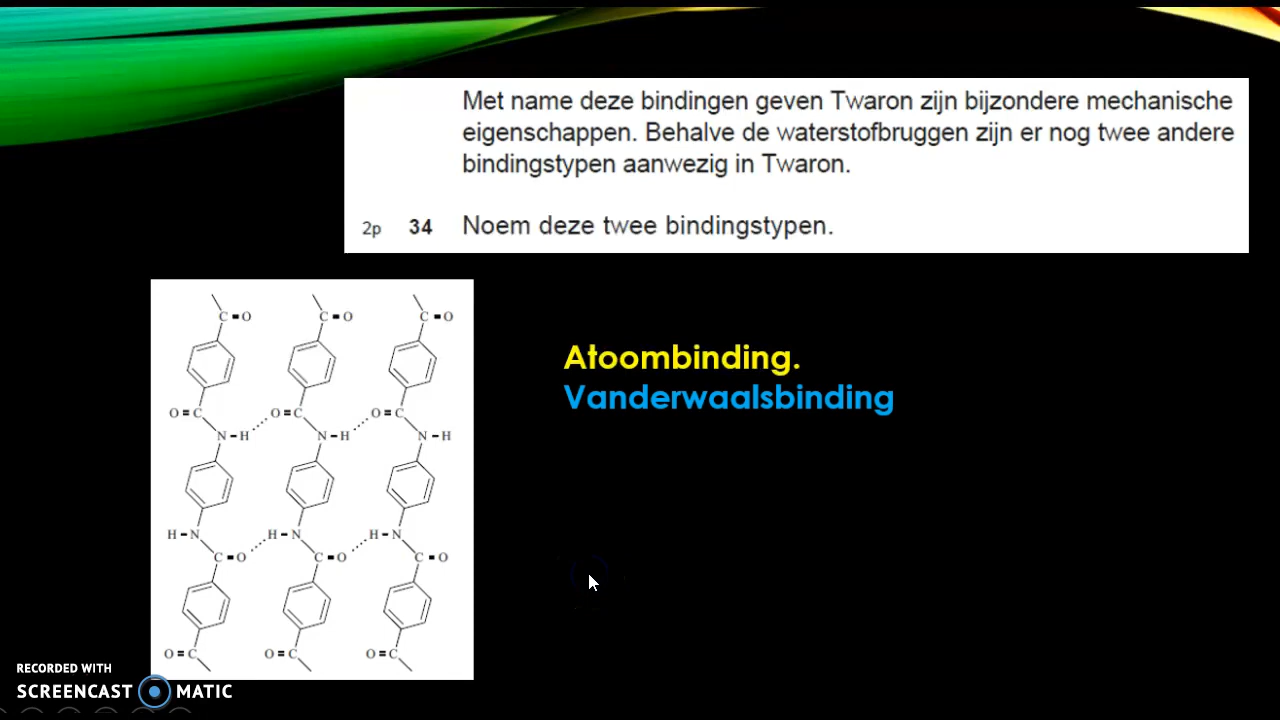 Met name deze bindingen geven Twaron zijn bijzondere mechanische
eigenschappen. Behalve de waterstofbruggen zijn er nog twee andere
bindingstypen aanwezig in Twaron.
2p 34 Noem deze twee bindingstypen.
C=O C=O C=O
Atoombinding.
Vanderwaalsbinding
O=C O=C O=C
N-H N-H N-H
H-N H-N H-N
C=O C=O C=O
O=C O=C O=C
RECORDED WITH
SCREENCAST MATIC